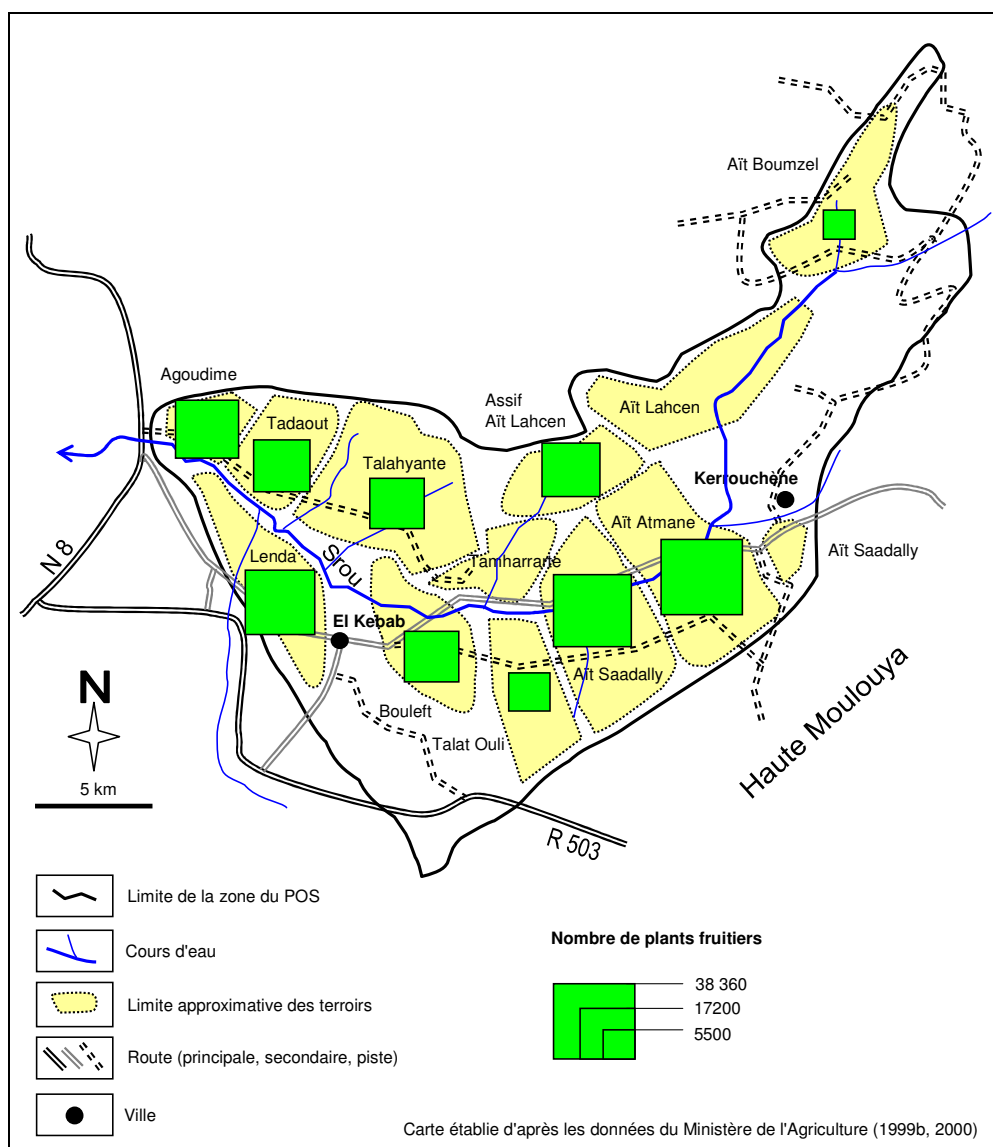 Aït Boumzel
Agoudime
Assif
Aït Lahcen
Aït Lahcen
Tadaout
Talahyante
Kerrouchène
Aït Atmane
N 8
Lenda
Srou
Tamharrarte
Aït Saadally
El Kebab
Aït Saadally
Bouleft
Talat Ouli
Haute Moulouya
N
5 km
R 503
Limite de la zone du POS
Cours d'eau
Limite approximative des terroirs
Route (principale, secondaire, piste)
Ville
Nombre de plants fruitiers
38 360
17200
5500
Carte établie d'après les données du Ministère de l'Agriculture (1999b, 2000)